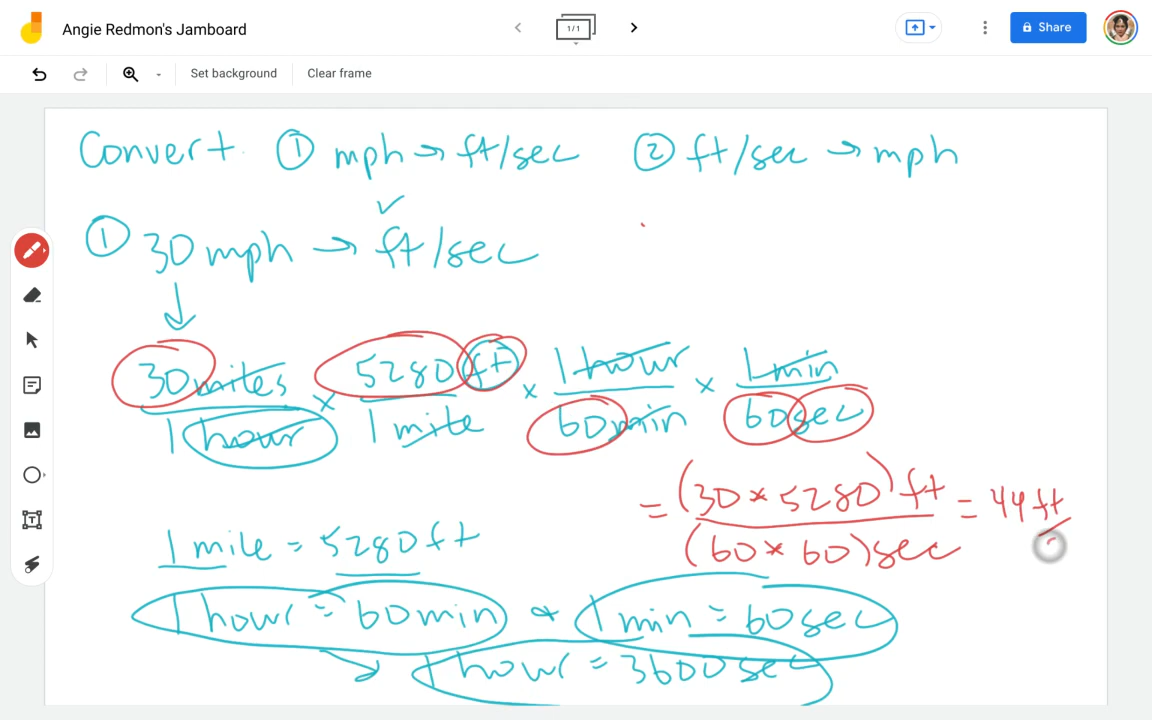 Angie Redmon's Jamboard
1/1
Share
Set background
Clear frame
Convert. ① mph → ft/sec ② ft/sec → mph
① 30 mph → ft/sec
30 miles / 1 hour × 5280 ft / 1 mile × 1 hour / 60 min × 1 min / 60 sec
= (30 × 5280) ft / (60 × 60) sec = 44 ft /
1 mile = 5280 ft
1 hour = 60 min & 1 min = 60 sec
→ 1 hour = 3600 sec